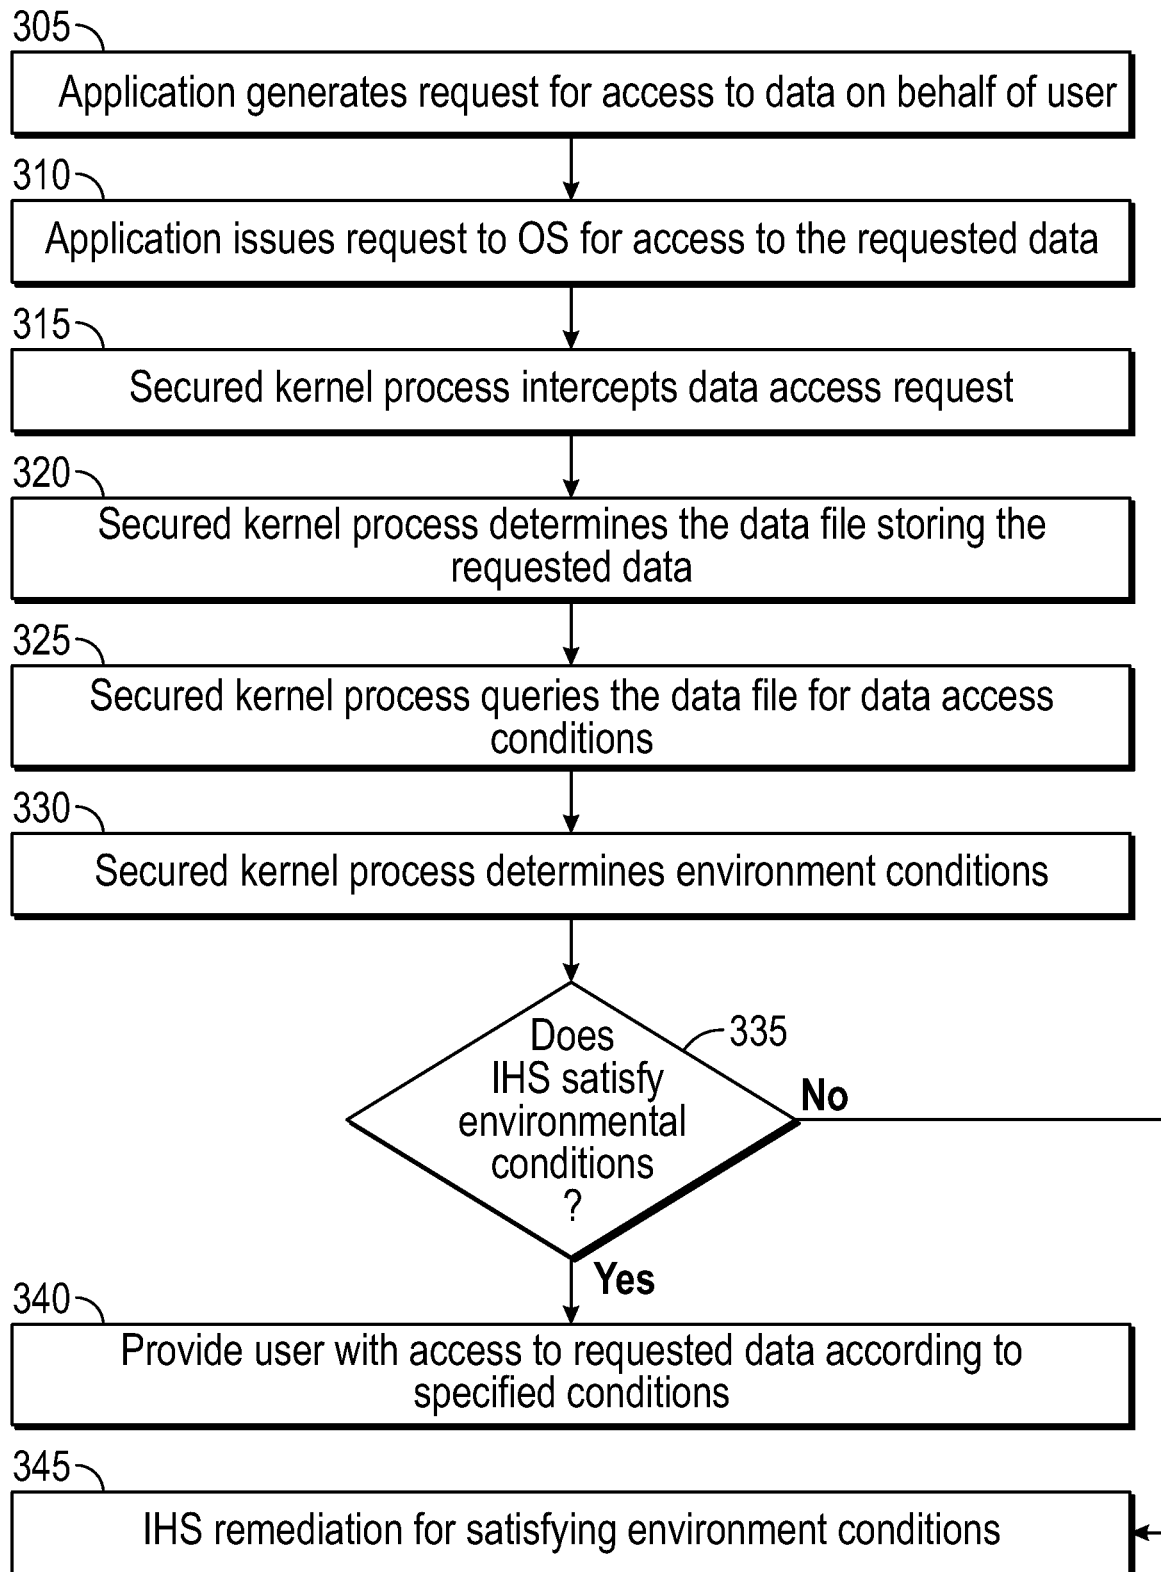 305
Application generates request for access to data on behalf of user
310
Application issues request to OS for access to the requested data
315
Secured kernel process intercepts data access request
320
Secured kernel process determines the data file storing the
requested data
325
Secured kernel process queries the data file for data access
conditions
330
Secured kernel process determines environment conditions
335
Does
IHS satisfy
environmental
conditions
?
No
Yes
340
Provide user with access to requested data according to
specified conditions
345
IHS remediation for satisfying environment conditions